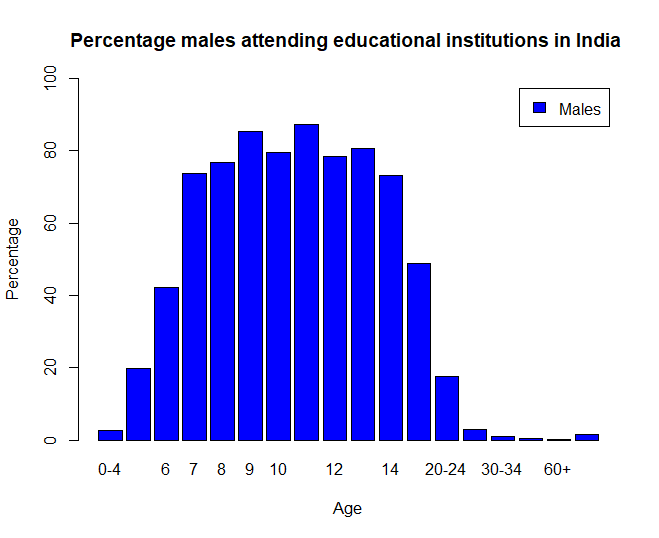 Percentage males attending educational institutions in India
Males
Percentage
100
80
60
40
20
0
0-4 6 7 8 9 10 12 14 20-24 30-34 60+
Age